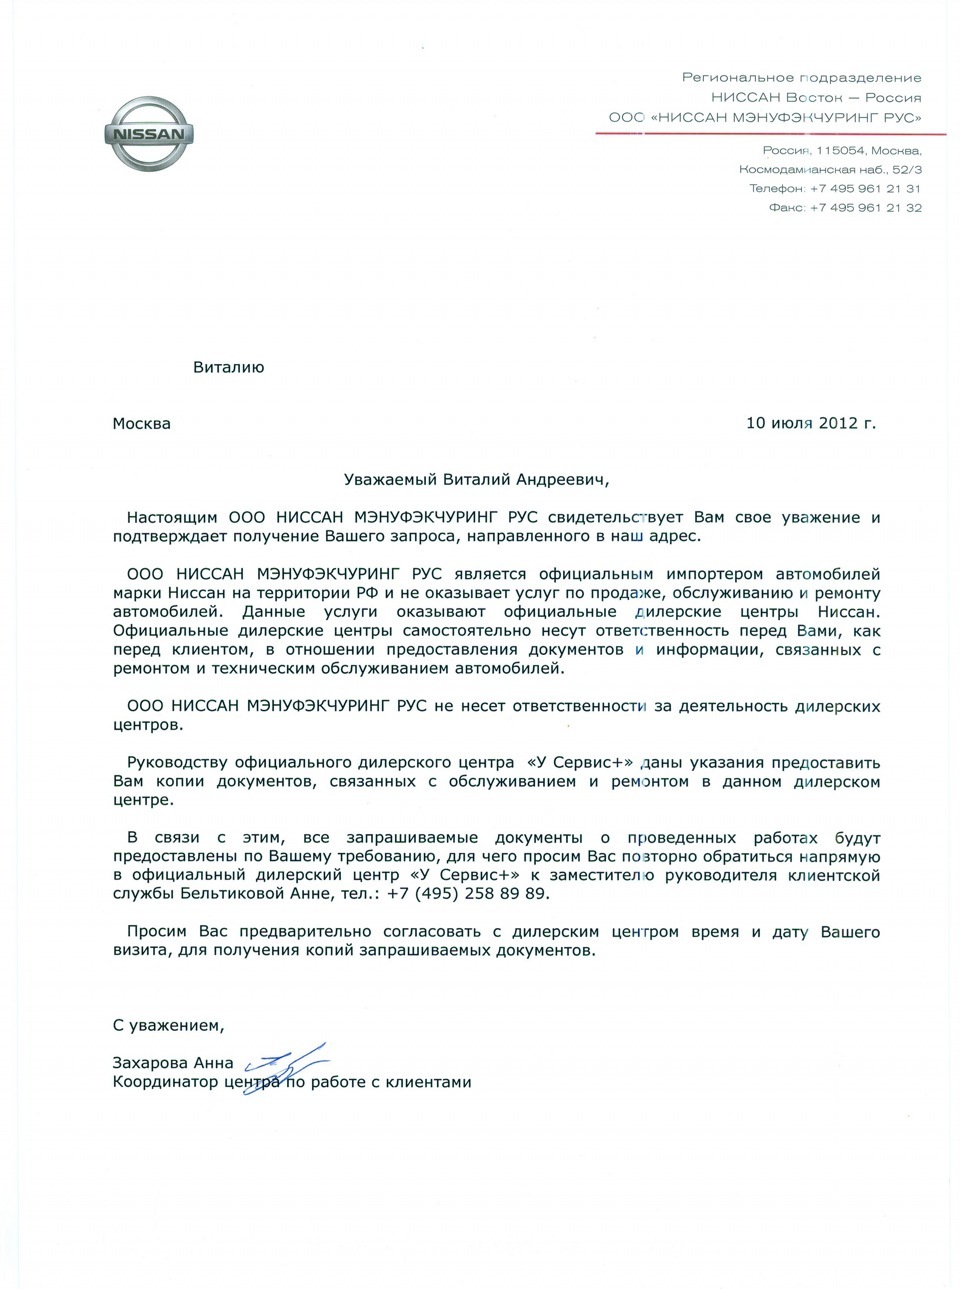 NISSAN
Региональное подразделение
НИССАН Восток — Россия
ООО «НИССАН МЭНУФЭКЧУРИНГ РУС»
Россия, 115054, Москва,
Космодамианская наб., 52/3
Телефон: +7 495 961 21 31
Факс: +7 495 961 21 32
Виталию
Москва 10 июля 2012 г.
Уважаемый Виталий Андреевич,
Настоящим ООО НИССАН МЭНУФЭКЧУРИНГ РУС свидетельствует Вам свое уважение и
подтверждает получение Вашего запроса, направленного в наш адрес.
ООО НИССАН МЭНУФЭКЧУРИНГ РУС является официальным импортером автомобилей
марки Ниссан на территории РФ и не оказывает услуг по продаже, обслуживанию и ремонту
автомобилей. Данные услуги оказывают официальные дилерские центры Ниссан.
Официальные дилерские центры самостоятельно несут ответственность перед Вами, как
перед клиентом, в отношении предоставления документов и информации, связанных с
ремонтом и техническим обслуживанием автомобилей.
ООО НИССАН МЭНУФЭКЧУРИНГ РУС не несет ответственности за деятельность дилерских
центров.
Руководству официального дилерского центра «У Сервис+» даны указания предоставить
Вам копии документов, связанных с обслуживанием и ремонтом в данном дилерском
центре.
В связи с этим, все запрашиваемые документы о проведенных работах будут
предоставлены по Вашему требованию, для чего просим Вас повторно обратиться напрямую
в официальный дилерский центр «У Сервис+» к заместителю руководителя клиентской
службы Бельтиковой Анне, тел.: +7 (495) 258 89 89.
Просим Вас предварительно согласовать с дилерским центром время и дату Вашего
визита, для получения копий запрашиваемых документов.
С уважением,
Захарова Анна
Координатор центра по работе с клиентами